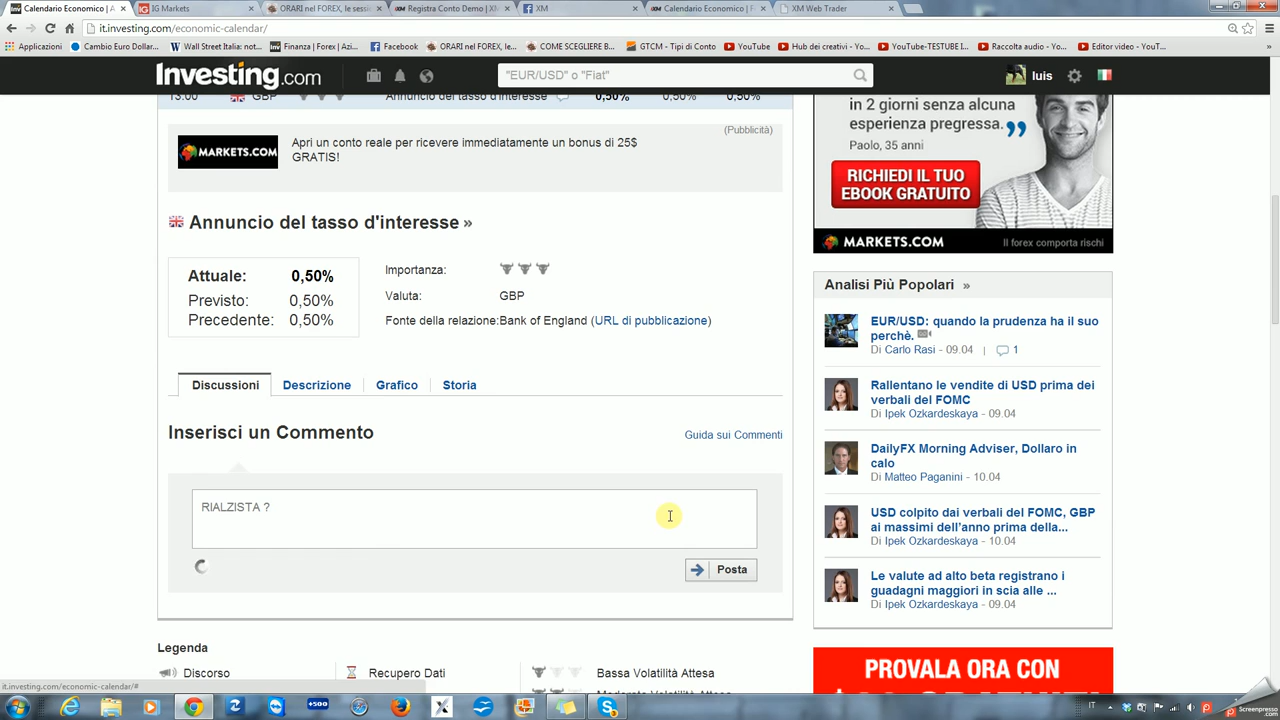 Calendario Economico | A
IG Markets
ORARI nel FOREX, le sessi
Registra Conto Demo | XM
XM
Calendario Economico | F
XM Web Trader
it.investing.com/economic-calendar/
Applicazioni
Cambio Euro Dollar...
Wall Street Italia: not...
Finanza | Forex | Azi...
Facebook
ORARI nel FOREX, le...
COME SCEGLIERE B...
GTCM - Tipi di Conto
YouTube
Hub dei creativi - Yo...
YouTube-TESTUBE I...
Raccolta audio - Yo...
Editor video - YouT...
Investing.com
"EUR/USD" o "Fiat"
luis
13:00 GBP Annuncio del tasso d'interesse 0,50% 0,50% 0,50%
(Pubblicità)
MARKETS.COM
Apri un conto reale per ricevere immediatamente un bonus di 25$
GRATIS!
Annuncio del tasso d'interesse »
Attuale: 0,50%
Previsto: 0,50%
Precedente: 0,50%
Importanza:
Valuta: GBP
Fonte della relazione: Bank of England (URL di pubblicazione)
Discussioni
Descrizione
Grafico
Storia
Inserisci un Commento
Guida sui Commenti
RIALZISTA ?
Posta
Legenda
Discorso
Recupero Dati
Bassa Volatilità Attesa
Moderata Volatilità Attesa
in 2 giorni senza alcuna
esperienza pregressa.”
Paolo, 35 anni
RICHIEDI IL TUO
EBOOK GRATUITO
MARKETS.COM
Il forex comporta rischi
Analisi Più Popolari »
EUR/USD: quando la prudenza ha il suo
perchè.
Di Carlo Rasi - 09.04 | 1
Rallentano le vendite di USD prima dei
verbali del FOMC
Di Ipek Ozkardeskaya - 09.04
DailyFX Morning Adviser, Dollaro in
calo
Di Matteo Paganini - 10.04
USD colpito dai verbali del FOMC, GBP
ai massimi dell'anno prima della...
Di Ipek Ozkardeskaya - 10.04
Le valute ad alto beta registrano i
guadagni maggiori in scia alle ...
Di Ipek Ozkardeskaya - 09.04
PROVALA ORA CON
it.investing.com/economic-calendar/#
+500
IT
Screenpresso
.com